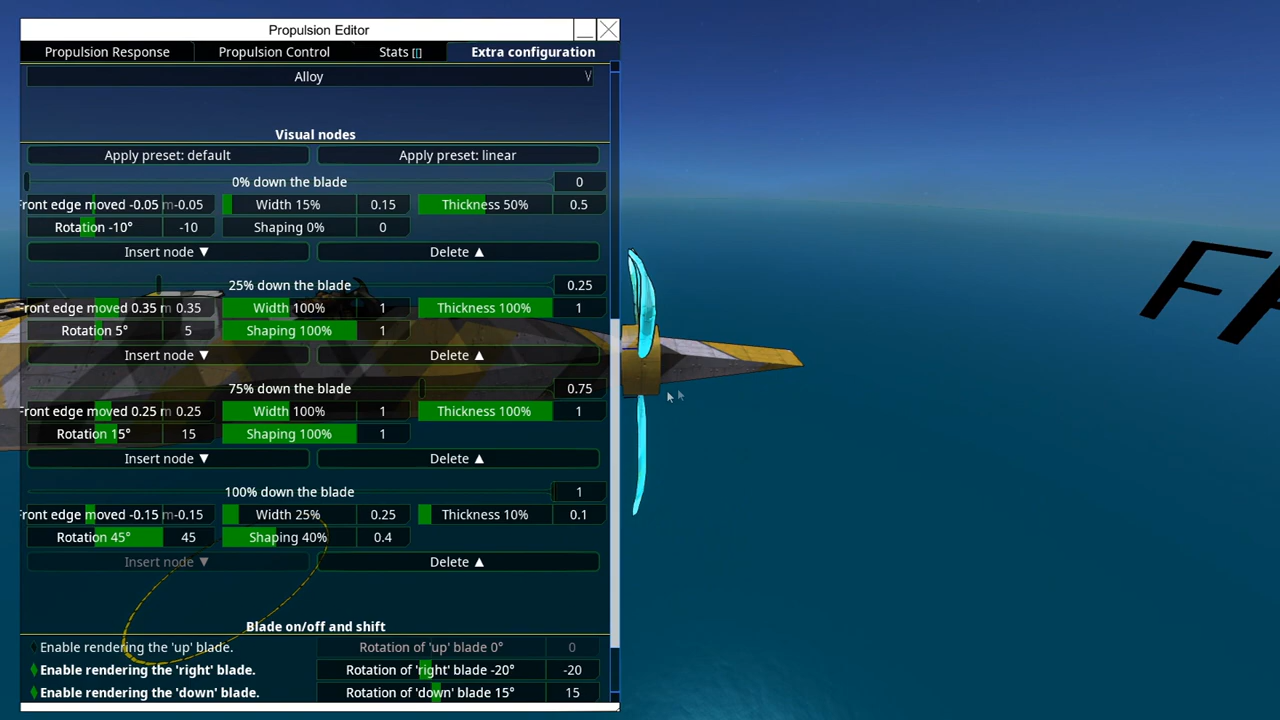 Propulsion Editor
Propulsion Response Propulsion Control Stats [[] Extra configuration
Alloy
Visual nodes
Apply preset: default Apply preset: linear
0% down the blade 0
Front edge moved -0.05 m -0.05 Width 15% 0.15 Thickness 50% 0.5
Rotation -10° -10 Shaping 0% 0
Insert node ▼ Delete ▲
25% down the blade 0.25
Front edge moved 0.35 m 0.35 Width 100% 1 Thickness 100% 1
Rotation 5° 5 Shaping 100% 1
Insert node ▼ Delete ▲
75% down the blade 0.75
Front edge moved 0.25 m 0.25 Width 100% 1 Thickness 100% 1
Rotation 15° 15 Shaping 100% 1
Insert node ▼ Delete ▲
100% down the blade 1
Front edge moved -0.15 m -0.15 Width 25% 0.25 Thickness 10% 0.1
Rotation 45° 45 Shaping 40% 0.4
Insert node ▼ Delete ▲
Blade on/off and shift
Enable rendering the 'up' blade. Rotation of 'up' blade 0° 0
Enable rendering the 'right' blade. Rotation of 'right' blade -20° -20
Enable rendering the 'down' blade. Rotation of 'down' blade 15° 15